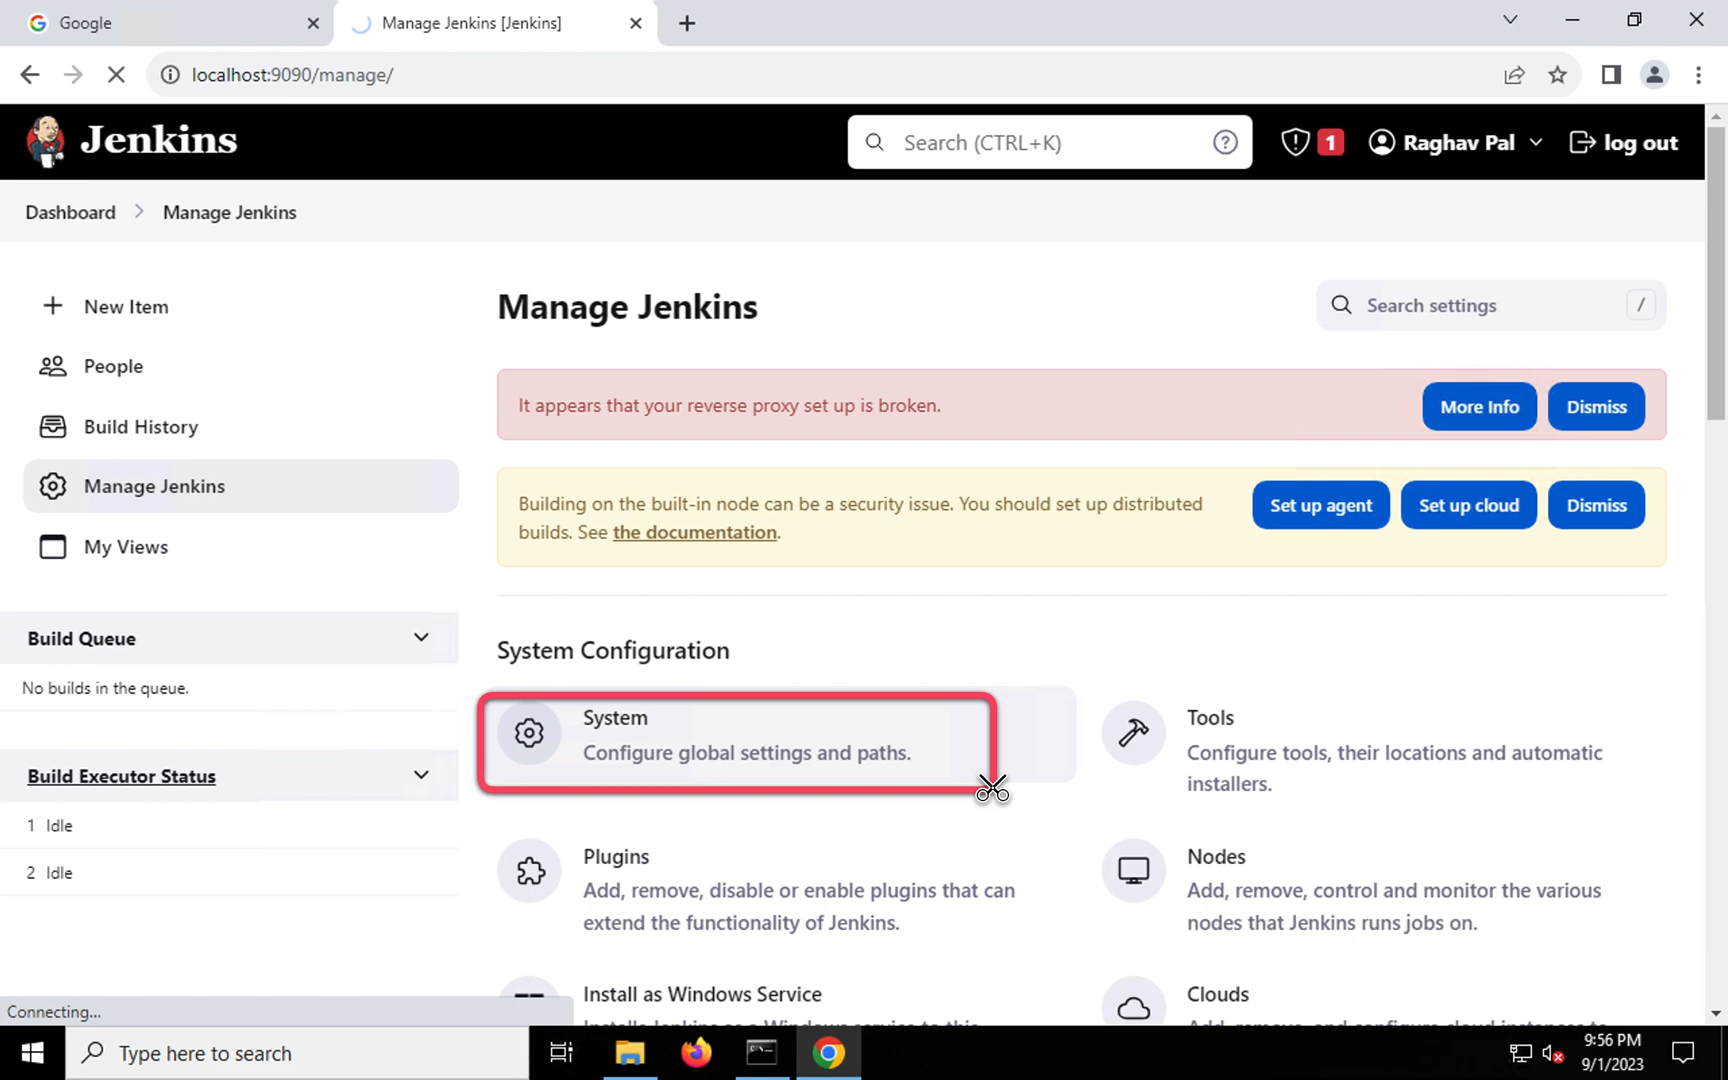 Google
Manage Jenkins [Jenkins]
localhost:9090/manage/
Jenkins
Search (CTRL+K)
1
Raghav Pal
log out
Dashboard
Manage Jenkins
New Item
People
Build History
Manage Jenkins
My Views
Build Queue
No builds in the queue.
Build Executor Status
1 Idle
2 Idle
Manage Jenkins
Search settings
/
It appears that your reverse proxy set up is broken.
More Info
Dismiss
Building on the built-in node can be a security issue. You should set up distributed
builds. See the documentation.
Set up agent
Set up cloud
Dismiss
System Configuration
System
Configure global settings and paths.
Tools
Configure tools, their locations and automatic
installers.
Plugins
Add, remove, disable or enable plugins that can
extend the functionality of Jenkins.
Nodes
Add, remove, control and monitor the various
nodes that Jenkins runs jobs on.
Install as Windows Service
Clouds
Connecting...
Type here to search
9:56 PM
9/1/2023